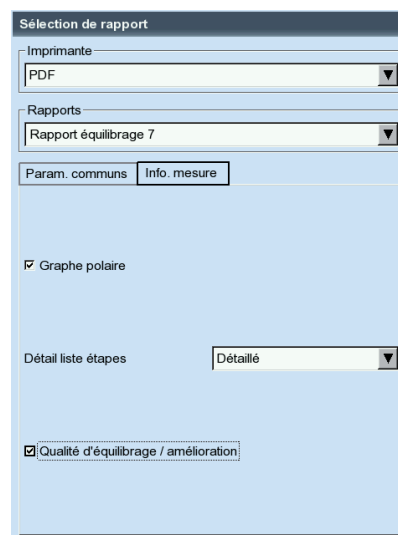 Sélection de rapport
Imprimante
PDF
Rapports
Rapport équilibrage 7
Param. communs Info. mesure
Graphe polaire
Détail liste étapes Détaillé
Qualité d'équilibrage / amélioration